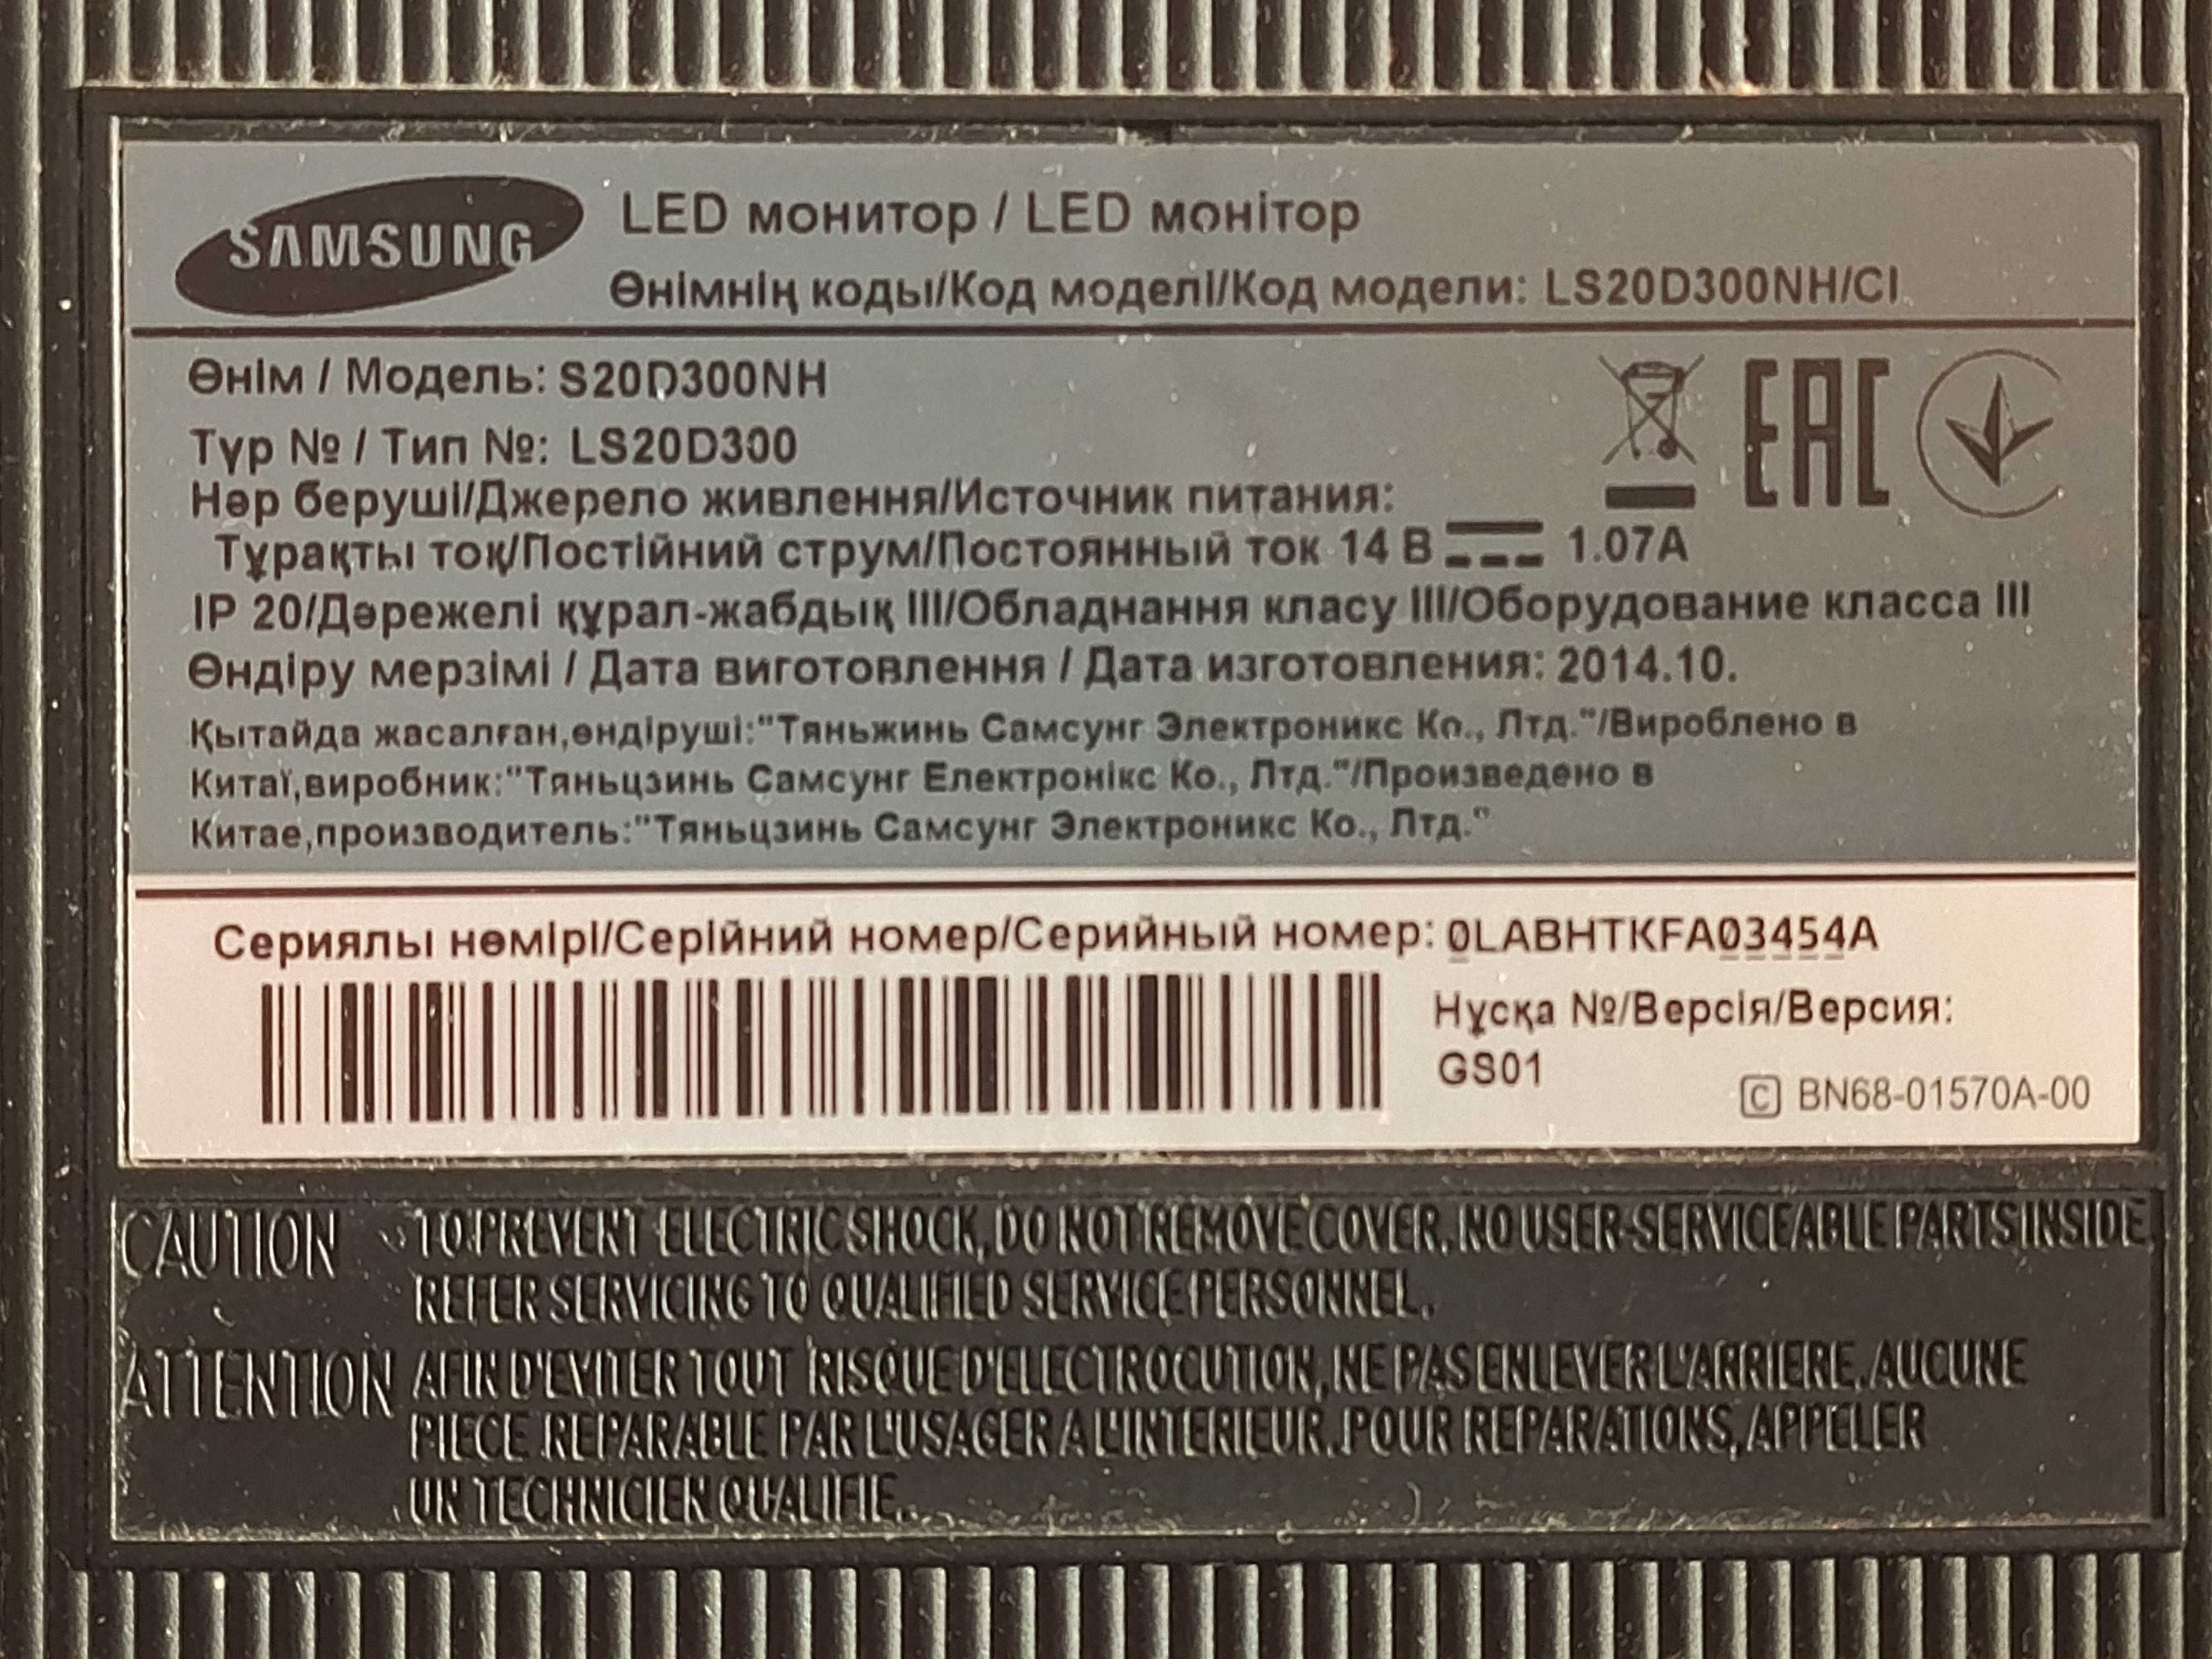 SAMSUNG
LED монитор / LED монітор
Өнімнің коды/Код моделі/Код модели: LS20D300NH/CI
Өнім / Модель: S20D300NH
Түр № / Тип №: LS20D300
Нәр беруші/Джерело живлення/Источник питания:
Тұрақты ток/Постійний струм/Постоянный ток 14 В ⎓ 1.07A
IP 20/Дәрежелі құрал-жабдық III/Обладнання класу III/Оборудование класса III
Өндіру мерзімі / Дата виготовлення / Дата изготовления: 2014.10.
Қытайда жасалған,өндіруші:"Тяньжинь Самсунг Электроникс Ко., Лтд."/Вироблено в
Китаї,виробник:"Тяньцзинь Самсунг Електронікс Ко., Лтд."/Произведено в
Китае,производитель:"Тяньцзинь Самсунг Электроникс Ко., Лтд."
EAC
Сериялы нөмірі/Серійний номер/Серийный номер: 0LABHTKFA03454A
Нұсқа №/Версія/Версия:
GS01
C BN68-01570A-00
CAUTION : TO PREVENT ELECTRIC SHOCK, DO NOT REMOVE COVER. NO USER-SERVICEABLE PARTS INSIDE.
REFER SERVICING TO QUALIFIED SERVICE PERSONNEL.
ATTENTION AFIN D'EVITER TOUT RISQUE D'ELECTROCUTION, NE PAS ENLEVER L'ARRIERE. AUCUNE
PIECE REPARABLE PAR L'USAGER A L'INTERIEUR. POUR REPARATIONS, APPELER
UN TECHNICIEN QUALIFIE.